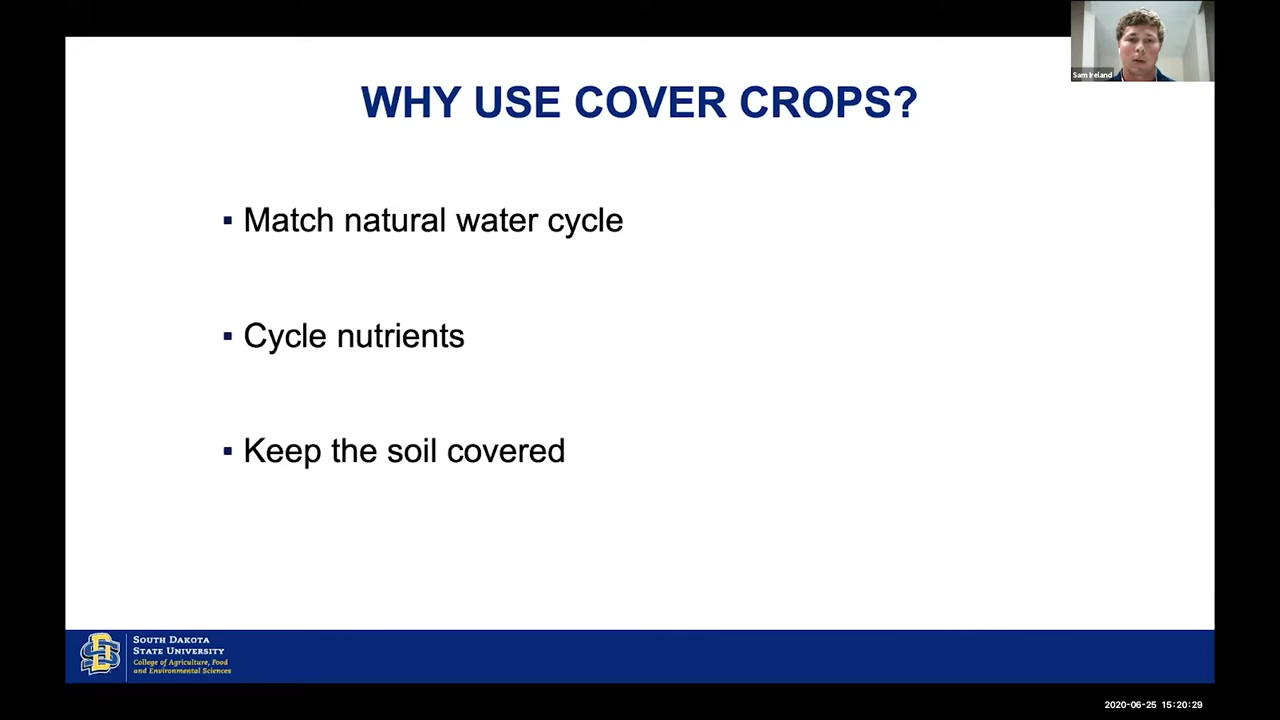 Sam Ireland
WHY USE COVER CROPS?
▪ Match natural water cycle
▪ Cycle nutrients
▪ Keep the soil covered
SOUTH DAKOTA
STATE UNIVERSITY
College of Agriculture, Food
and Environmental Sciences
2020-06-25 15:20:29